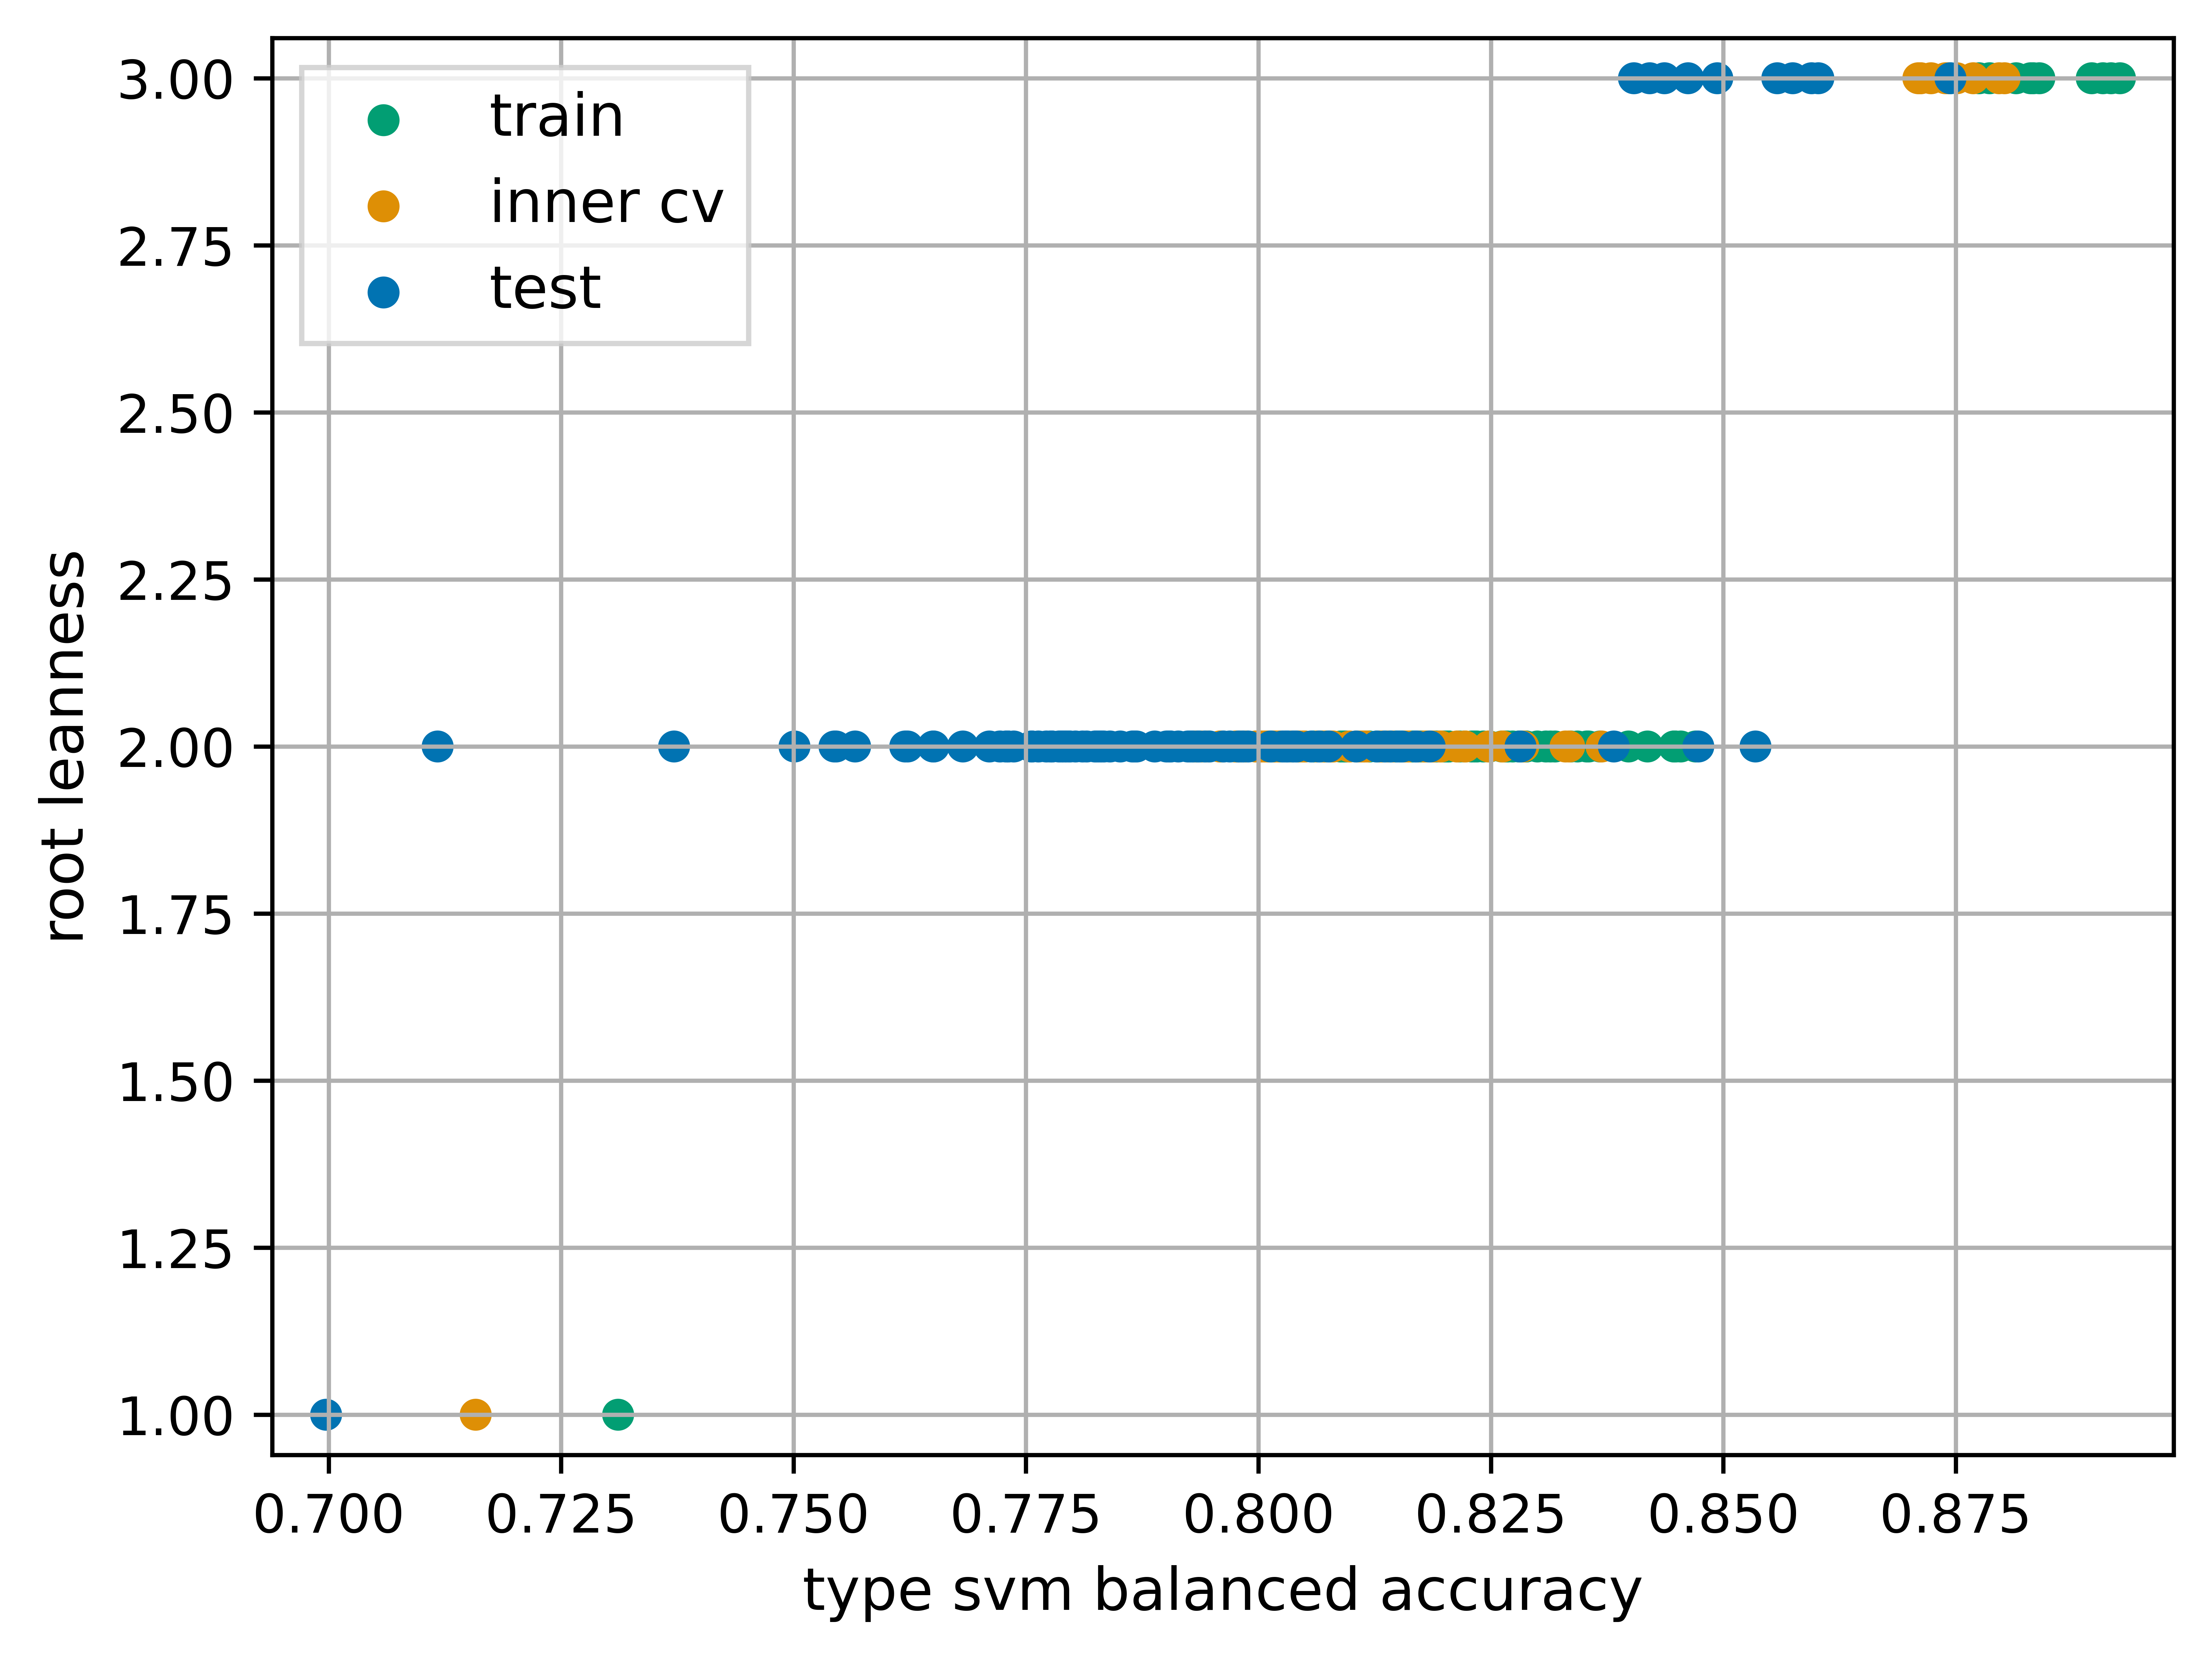 3.00
2.75
2.50
2.25
2.00
1.75
1.50
1.25
1.00
root leanness
train
inner cv
test
0.700 0.725 0.750 0.775 0.800 0.825 0.850 0.875
type svm balanced accuracy